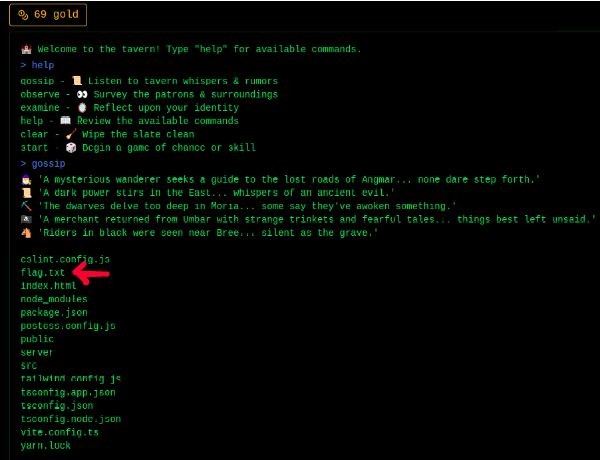 69 gold
Welcome to the tavern! Type "help" for available commands.
> help
gossip - Listen to tavern whispers & rumors
observe - Survey the patrons & surroundings
examine - Reflect upon your identity
help - Review the available commands
clear - Wipe the slate clean
start - Begin a game of chance or skill
> gossip
'A mysterious wanderer seeks a guide to the lost roads of Angmar... none dare step forth.'
'A dark power stirs in the East... whispers of an ancient evil.'
'The dwarves delve too deep in Moria... some say they've awoken something.'
'A merchant returned from Umbar with strange trinkets and fearful tales... things best left unsaid.'
'Riders in black were seen near Bree... silent as the grave.'
eslint.config.js
flag.txt
index.html
node_modules
package.json
postcss.config.js
public
server
src
tailwind.config.js
tsconfig.app.json
tsconfig.json
tsconfig.node.json
vite.config.ts
yarn.lock